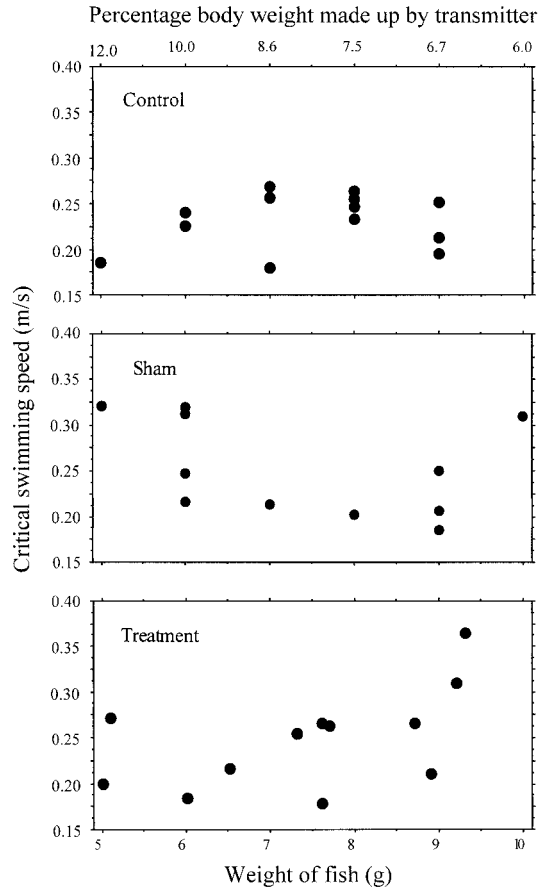 Percentage body weight made up by transmitter
12.0 10.0 8.6 7.5 6.7 6.0
0.40
Control
0.35
0.30
0.25
0.20
0.15
0.40
Sham
0.35
0.30
0.25
0.20
0.15
Critical swimming speed (m/s)
0.40
Treatment
0.35
0.30
0.25
0.20
0.15
5 6 7 8 9 10
Weight of fish (g)